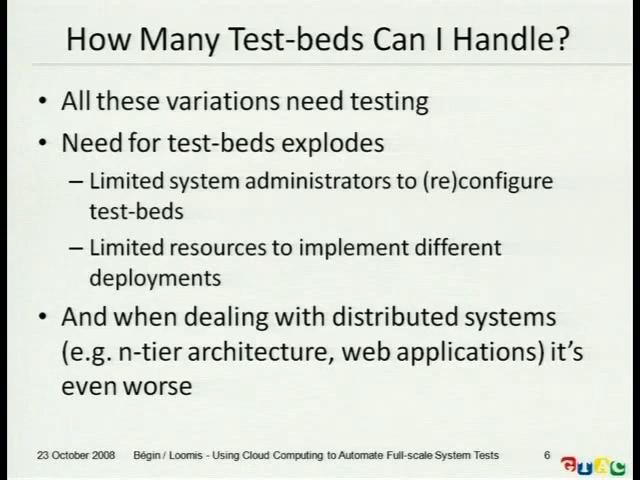 How Many Test-beds Can I Handle?
• All these variations need testing
• Need for test-beds explodes
– Limited system administrators to (re)configure
test-beds
– Limited resources to implement different
deployments
• And when dealing with distributed systems
(e.g. n-tier architecture, web applications) it's
even worse
23 October 2008 Bégin / Loomis - Using Cloud Computing to Automate Full-scale System Tests 6
GTAC